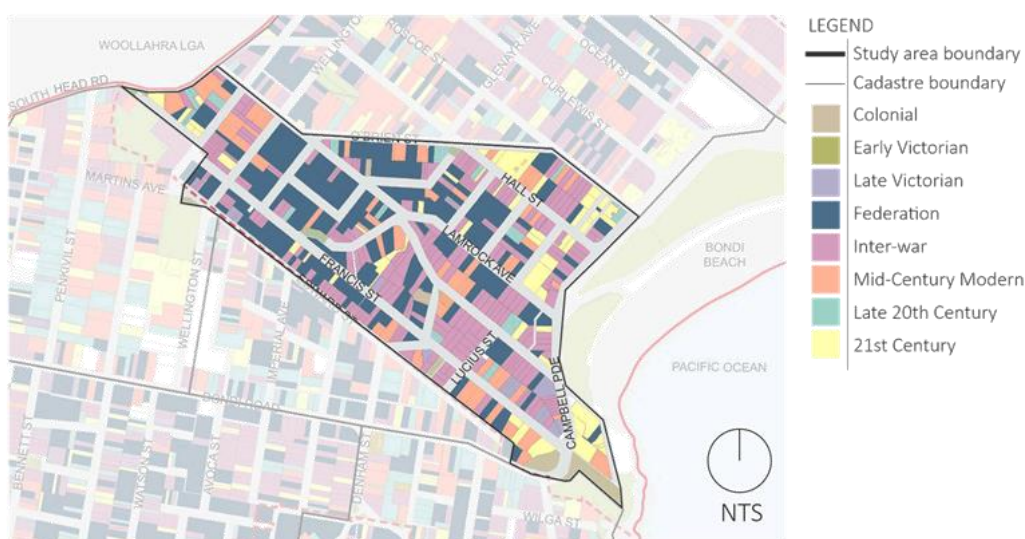 WOOLLAHRA LGA
SOUTH HEAD RD
WELLINGTON
ROSCOE ST
GLENAYR AVE
OCEAN ST
CURLEWIS ST
O'BRIEN ST
MARTINS AVE
HALL ST
PENKIVIL ST
LAMROCK AVE
BONDI
BEACH
WELLINGTON ST
FRANCIS ST
IMPERIAL AVE
LUCIUS ST
PACIFIC OCEAN
CAMPBELL PDE
BONDI ROAD
BENNETT ST
WATSON ST
AVOCA ST
DENHAM ST
WILGA ST
LEGEND
Study area boundary
Cadastre boundary
Colonial
Early Victorian
Late Victorian
Federation
Inter-war
Mid-Century Modern
Late 20th Century
21st Century
NTS